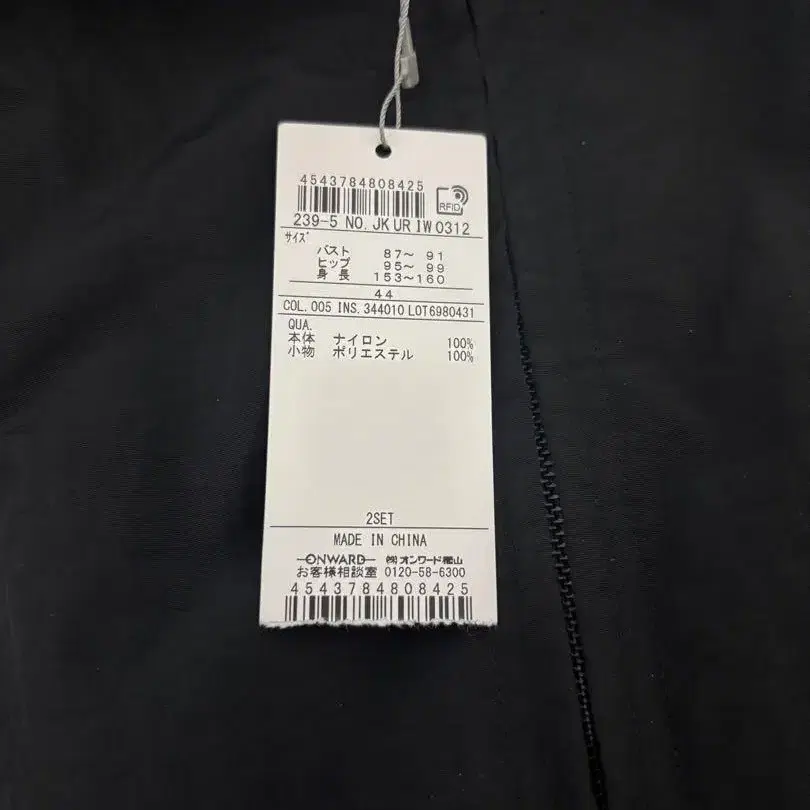 4543784808425
RFID
239-5 NO. JK UR IW 0312
サイズ
バスト 87～ 91
ヒップ 95～ 99
身 長 153～160
44
COL. 005 INS. 344010 LOT6980431
QUA.
本体 ナイロン 100%
小物 ポリエステル 100%
2SET
MADE IN CHINA
ONWARD ㈱オンワード樫山
お客様相談室 0120-58-6300
4543784808425